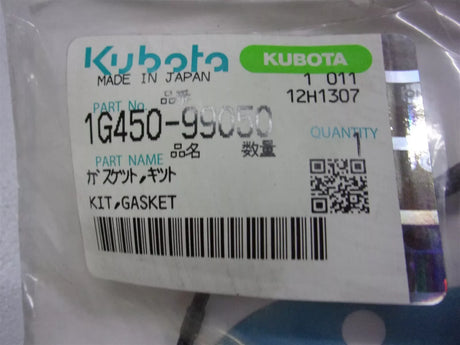 Kubota KUBOTA
MADE IN JAPAN 1 011
品番 12H1307
PART No.
1G450-99050
QUANTITY
品名 数量 1
PART NAME
ガスケット,キット
KIT,GASKET